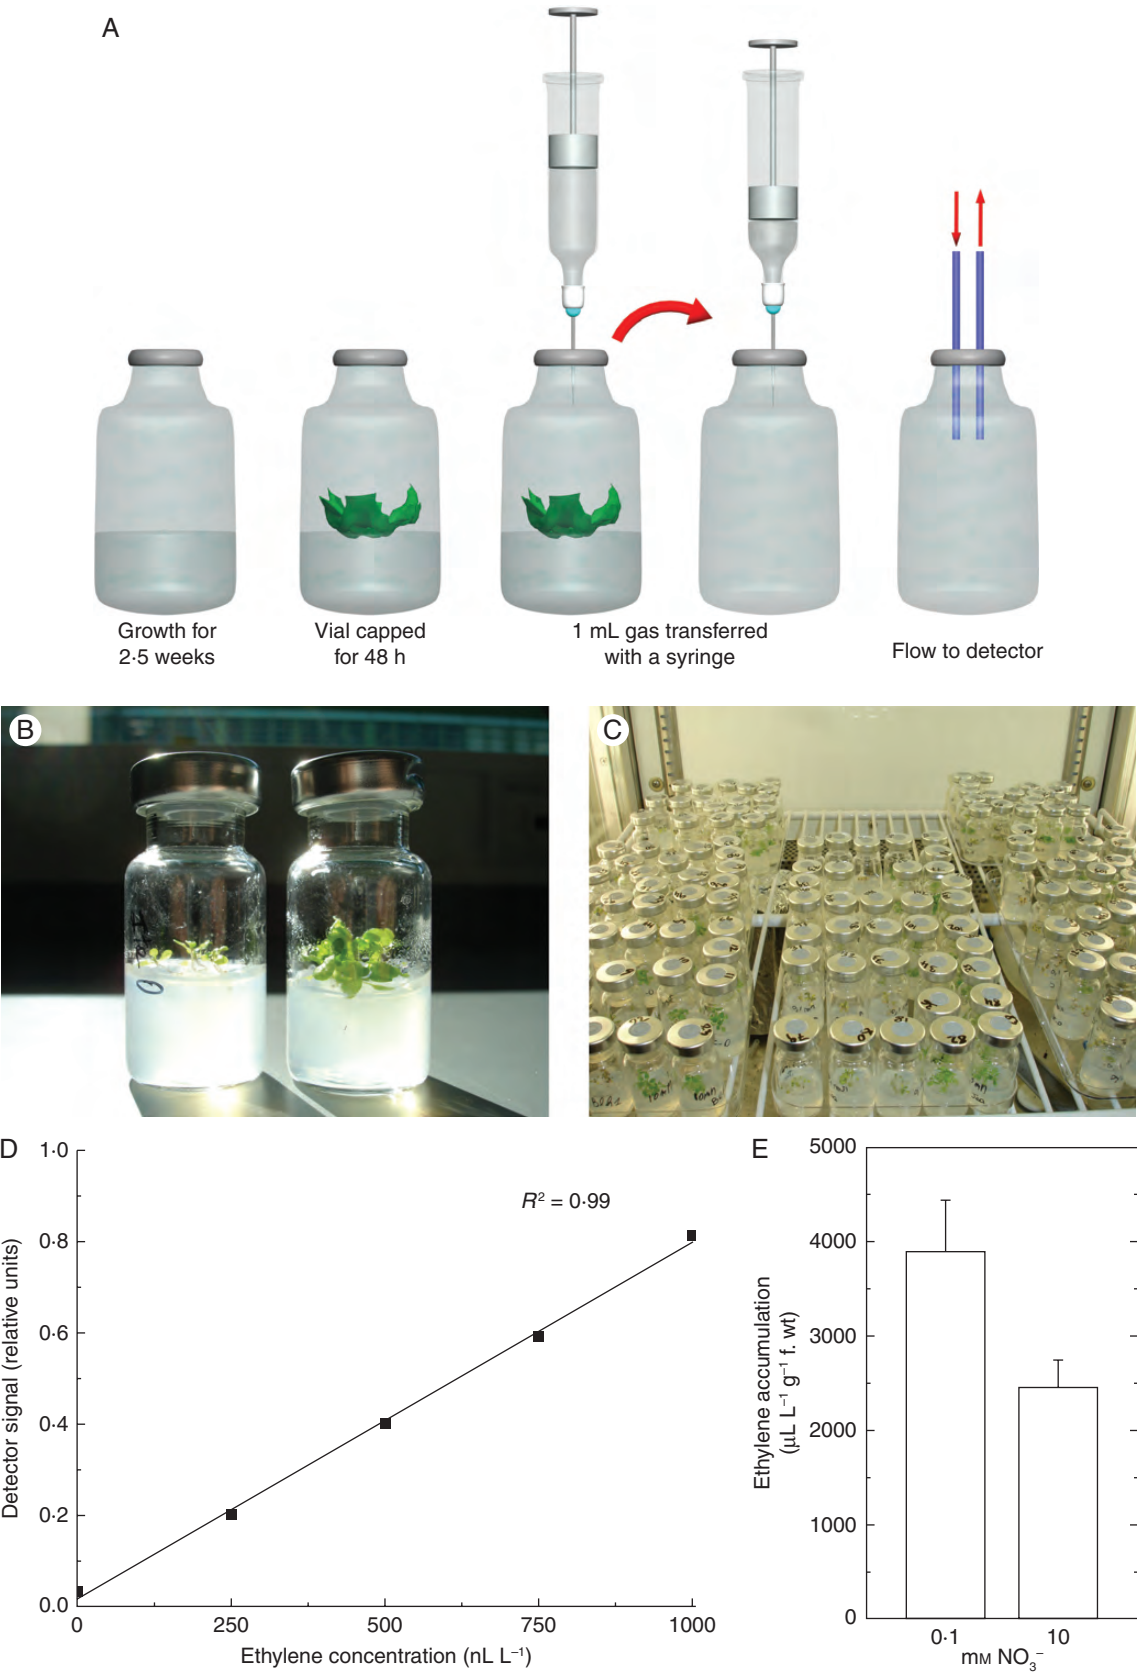 A
Growth for
2·5 weeks
Vial capped
for 48 h
1 mL gas transferred
with a syringe
Flow to detector
B
C
D
1·0
0·8
0·6
0·4
0·2
0.0
0
250
500
750
1000
R² = 0·99
Detector signal (relative units)
Ethylene concentration (nL L⁻¹)
E
5000
4000
3000
2000
1000
0
Ethylene accumulation
(μL L⁻¹ g⁻¹ f. wt)
0·1
10
mM NO₃⁻